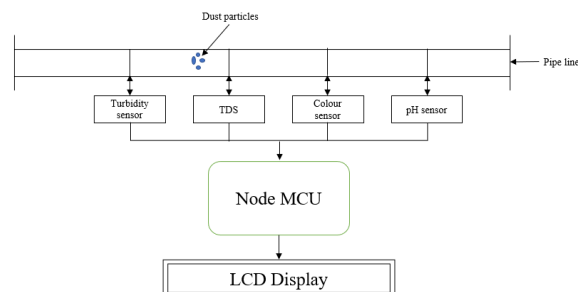 Dust particles
Pipe line
Turbidity
sensor
TDS
Colour
sensor
pH sensor
Node MCU
LCD Display